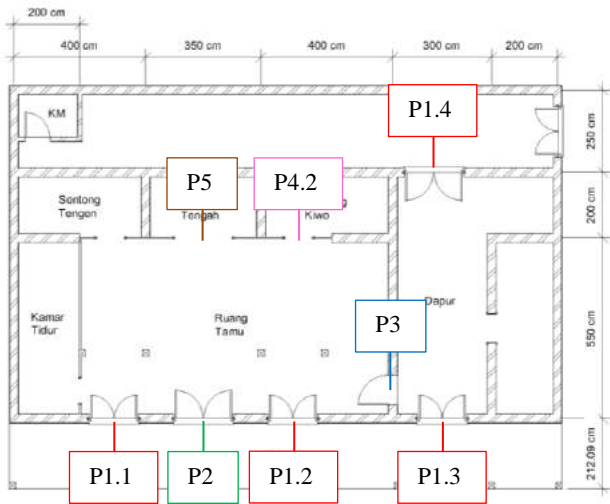 200 cm
400 cm
350 cm
400 cm
300 cm
200 cm
KM
P1.4
250 cm
P5
P4.2
Sentong
Tengen
Tengah
Kiwo
200 cm
Kamar
Tidur
Ruang
Tamu
Dapur
P3
550 cm
P1.1
P2
P1.2
P1.3
212.09 cm